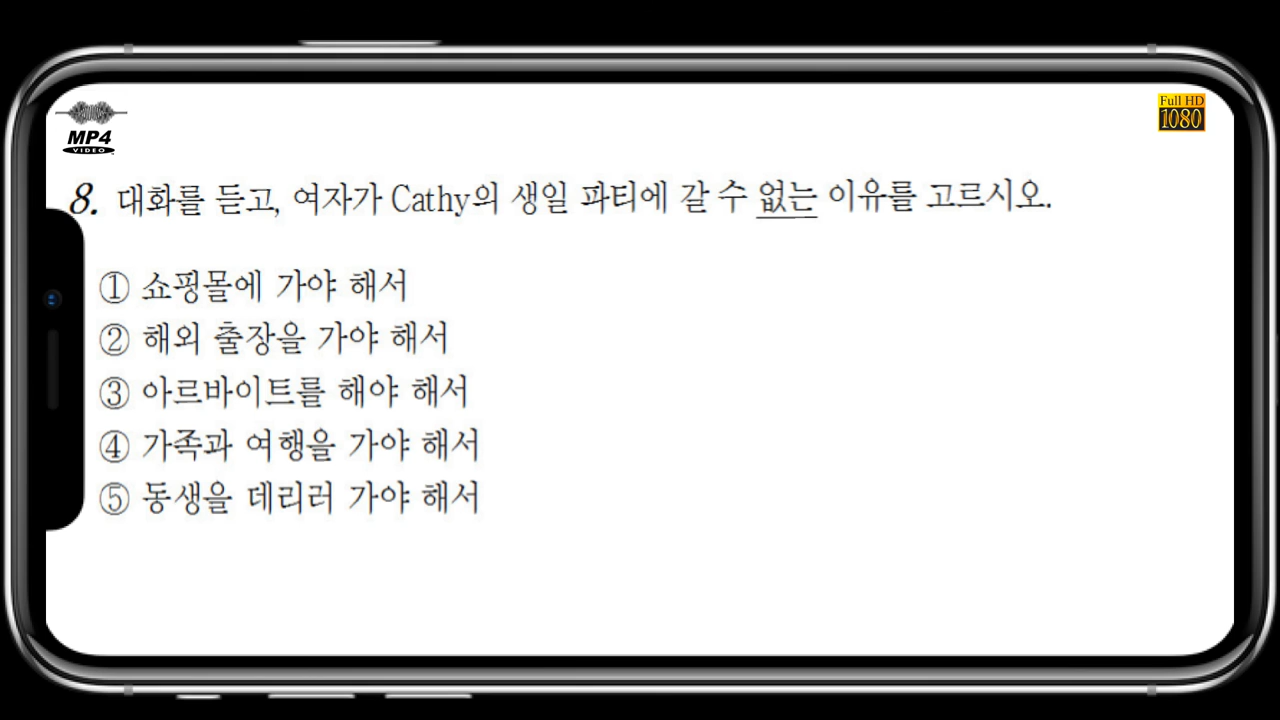 MP4
VIDEO
Full HD
1080
8. 대화를 듣고, 여자가 Cathy의 생일 파티에 갈 수 없는 이유를 고르시오.
① 쇼핑몰에 가야 해서
② 해외 출장을 가야 해서
③ 아르바이트를 해야 해서
④ 가족과 여행을 가야 해서
⑤ 동생을 데리러 가야 해서